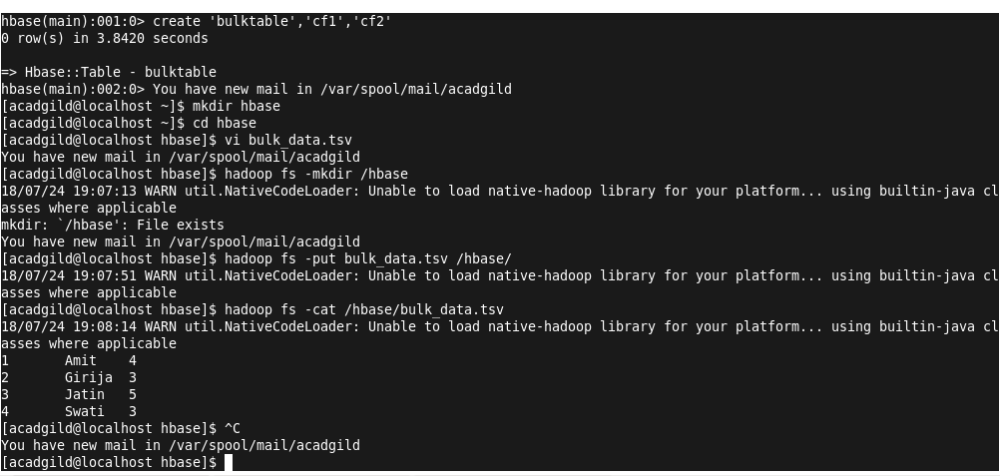 hbase(main):001:0> create 'bulktable','cf1','cf2'
0 row(s) in 3.8420 seconds

=> Hbase::Table - bulktable
hbase(main):002:0> You have new mail in /var/spool/mail/acadgild
[acadgild@localhost ~]$ mkdir hbase
[acadgild@localhost ~]$ cd hbase
[acadgild@localhost hbase]$ vi bulk_data.tsv
You have new mail in /var/spool/mail/acadgild
[acadgild@localhost hbase]$ hadoop fs -mkdir /hbase
18/07/24 19:07:13 WARN util.NativeCodeLoader: Unable to load native-hadoop library for your platform... using builtin-java cl
asses where applicable
mkdir: `/hbase': File exists
You have new mail in /var/spool/mail/acadgild
[acadgild@localhost hbase]$ hadoop fs -put bulk_data.tsv /hbase/
18/07/24 19:07:51 WARN util.NativeCodeLoader: Unable to load native-hadoop library for your platform... using builtin-java cl
asses where applicable
[acadgild@localhost hbase]$ hadoop fs -cat /hbase/bulk_data.tsv
18/07/24 19:08:14 WARN util.NativeCodeLoader: Unable to load native-hadoop library for your platform... using builtin-java cl
asses where applicable
1       Amit    4
2       Girija  3
3       Jatin   5
4       Swati   3
[acadgild@localhost hbase]$ ^C
You have new mail in /var/spool/mail/acadgild
[acadgild@localhost hbase]$